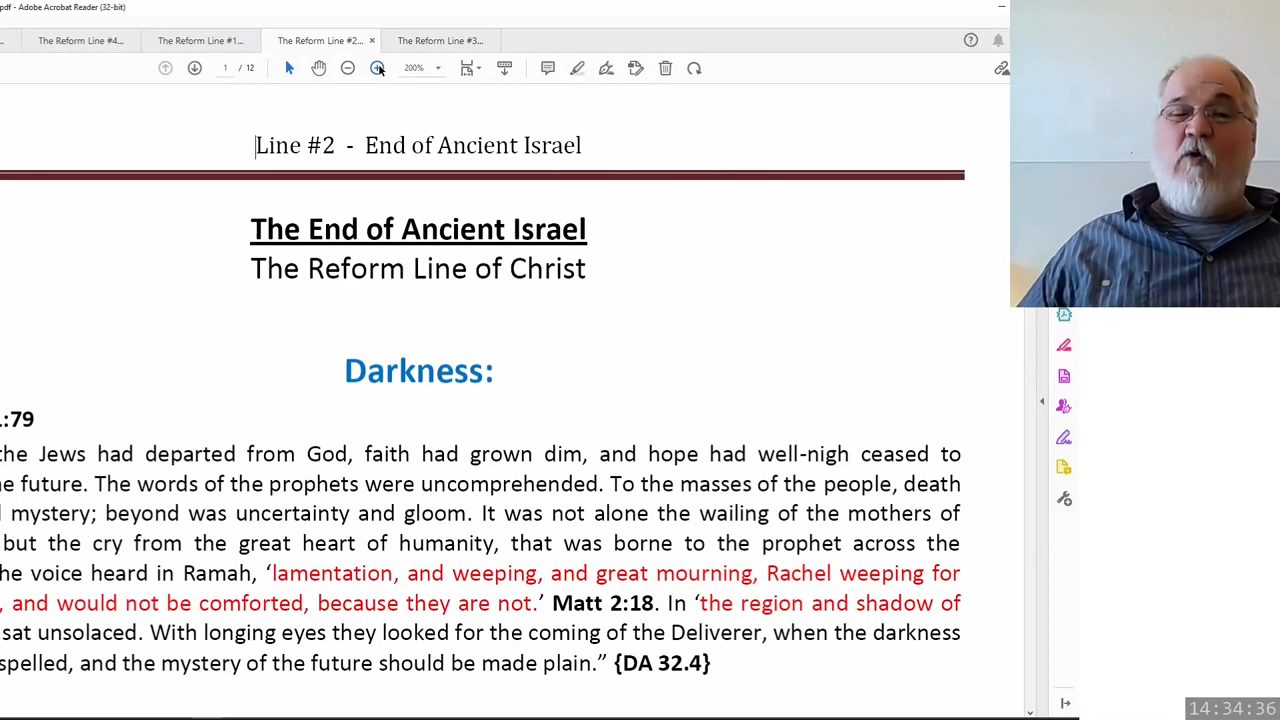 pdf - Adobe Acrobat Reader (32-bit)
The Reform Line #4... The Reform Line #1... The Reform Line #2... × The Reform Line #3...
1 / 12 200%
Line #2 - End of Ancient Israel
The End of Ancient Israel
The Reform Line of Christ
Darkness:
:79
the Jews had departed from God, faith had grown dim, and hope had well-nigh ceased to
e future. The words of the prophets were uncomprehended. To the masses of the people, death
mystery; beyond was uncertainty and gloom. It was not alone the wailing of the mothers of
but the cry from the great heart of humanity, that was borne to the prophet across the
he voice heard in Ramah, ‘lamentation, and weeping, and great mourning, Rachel weeping for
, and would not be comforted, because they are not.’ Matt 2:18. In ‘the region and shadow of
sat unsolaced. With longing eyes they looked for the coming of the Deliverer, when the darkness
spelled, and the mystery of the future should be made plain.” {DA 32.4}
14:34:36